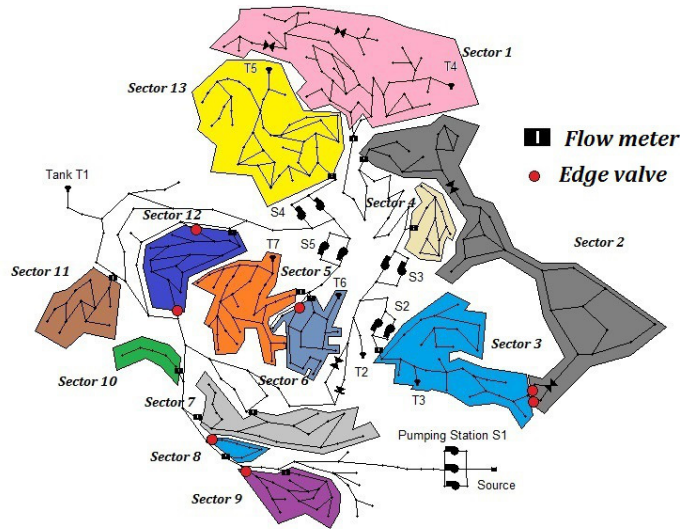 Sector 1
T5
T4
Sector 13
Flow meter
Edge valve
Tank T1
Sector 12
S4
Sector 4
S5
T7
Sector 5
S3
Sector 2
Sector 11
T6
S2
Sector 3
Sector 10
Sector 6
T2
T3
Sector 7
Pumping Station S1
Sector 8
Source
Sector 9